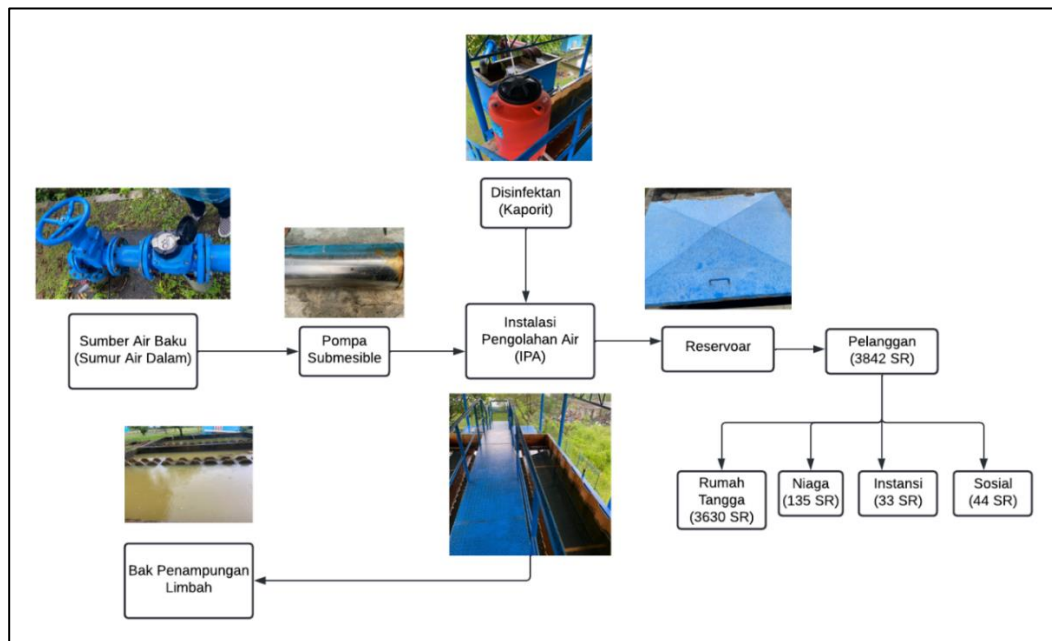 Disinfektan
(Kaporit)
Sumber Air Baku
(Sumur Air Dalam)
Pompa
Submesible
Instalasi
Pengolahan Air
(IPA)
Reservoar
Pelanggan
(3842 SR)
Rumah
Tangga
(3630 SR)
Niaga
(135 SR)
Instansi
(33 SR)
Sosial
(44 SR)
Bak Penampungan
Limbah